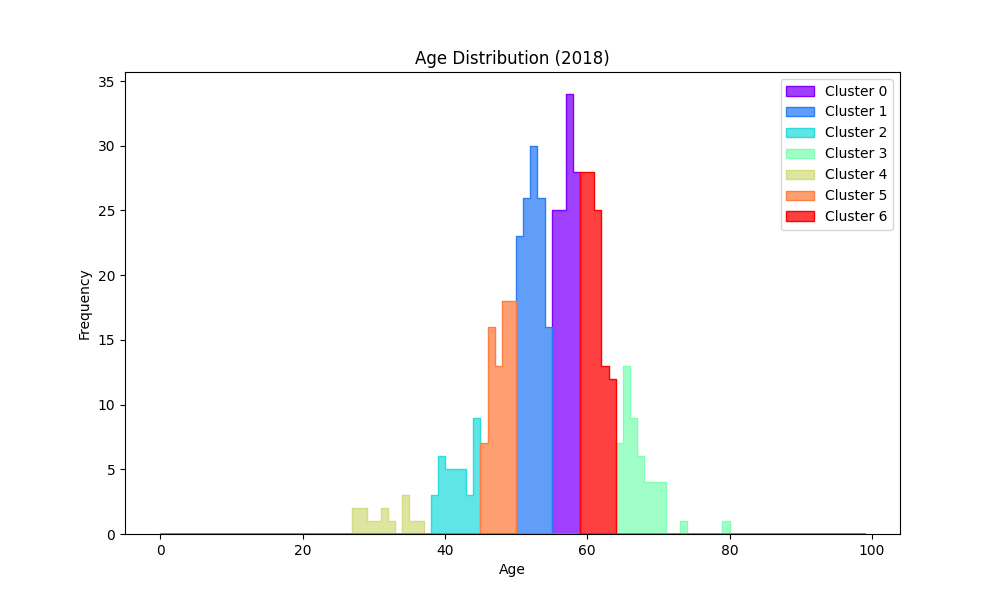 Age Distribution (2018)
35
30
25
20
15
10
5
0
Frequency
0 20 40 60 80 100
Age
Cluster 0
Cluster 1
Cluster 2
Cluster 3
Cluster 4
Cluster 5
Cluster 6